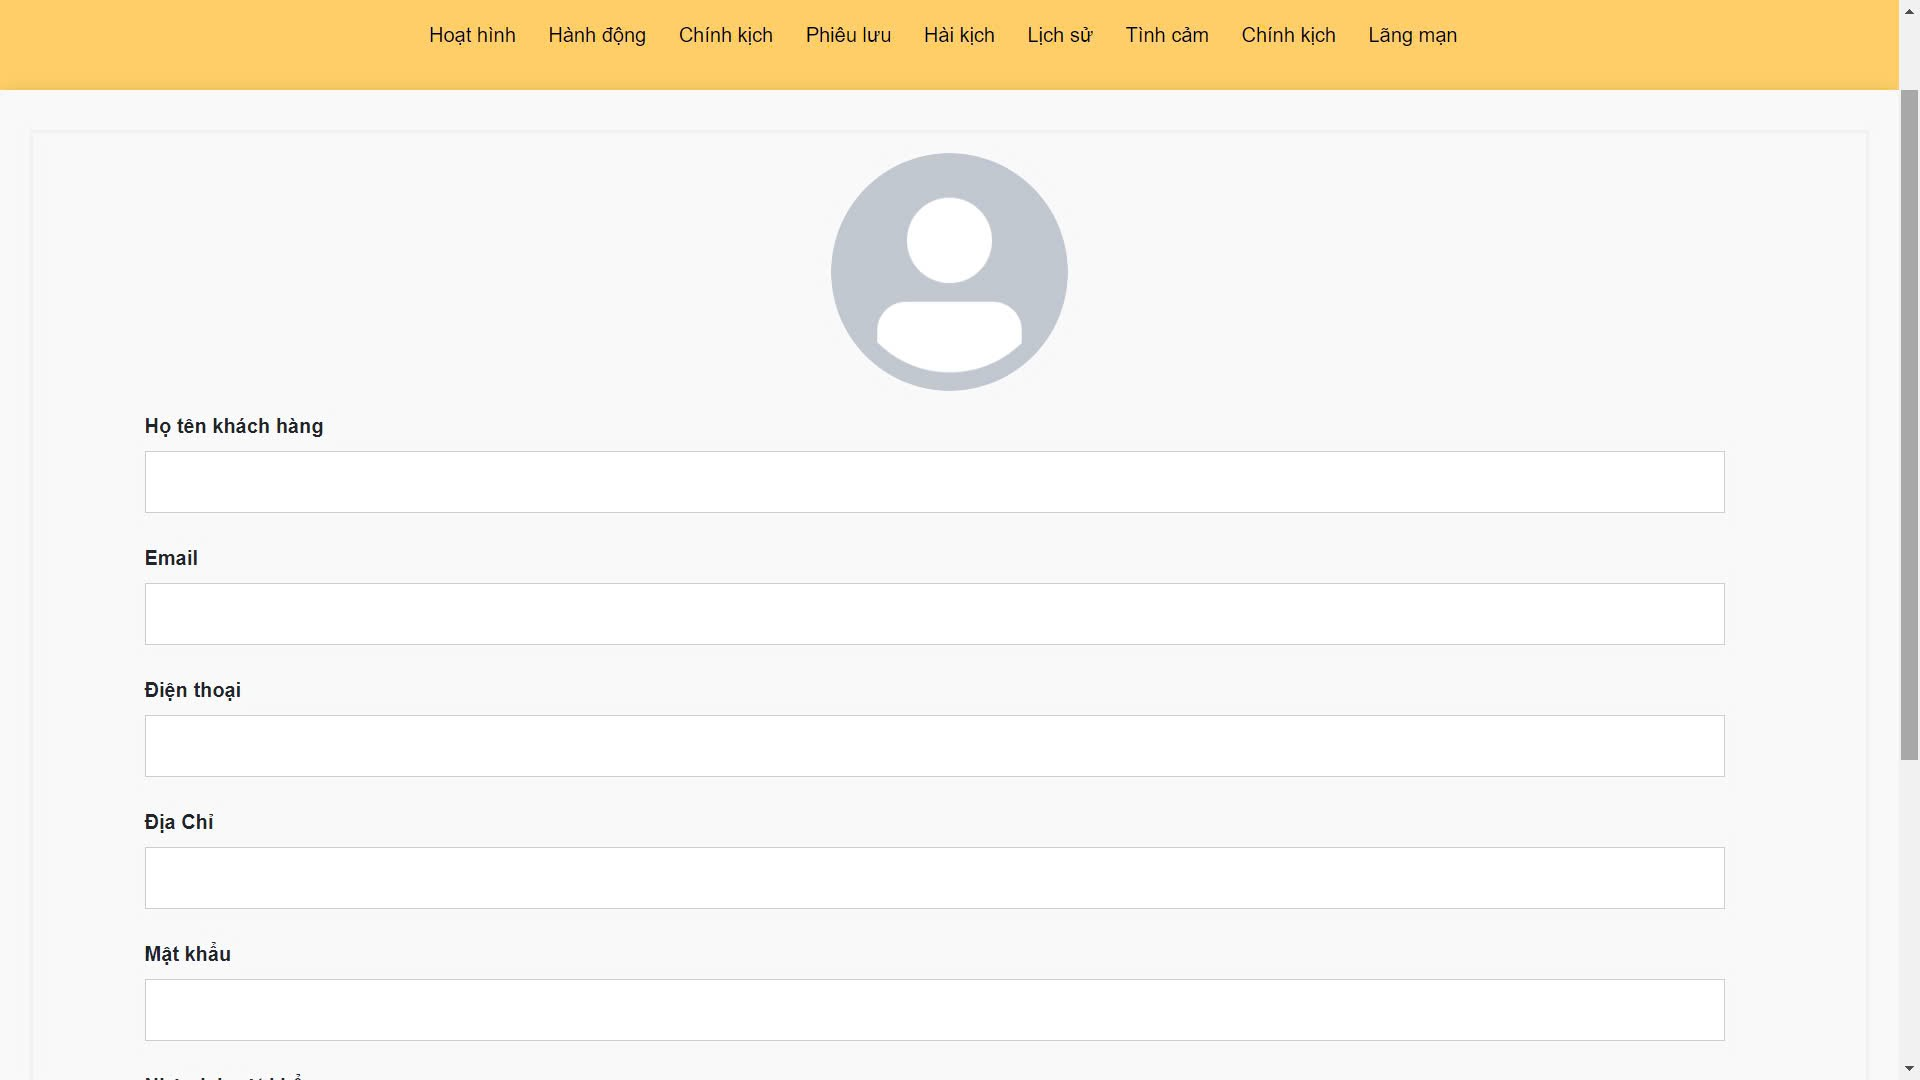 Hoạt hình Hành động Chính kịch Phiêu lưu Hài kịch Lịch sử Tình cảm Chính kịch Lãng mạn
Họ tên khách hàng
Email
Điện thoại
Địa Chỉ
Mật khẩu